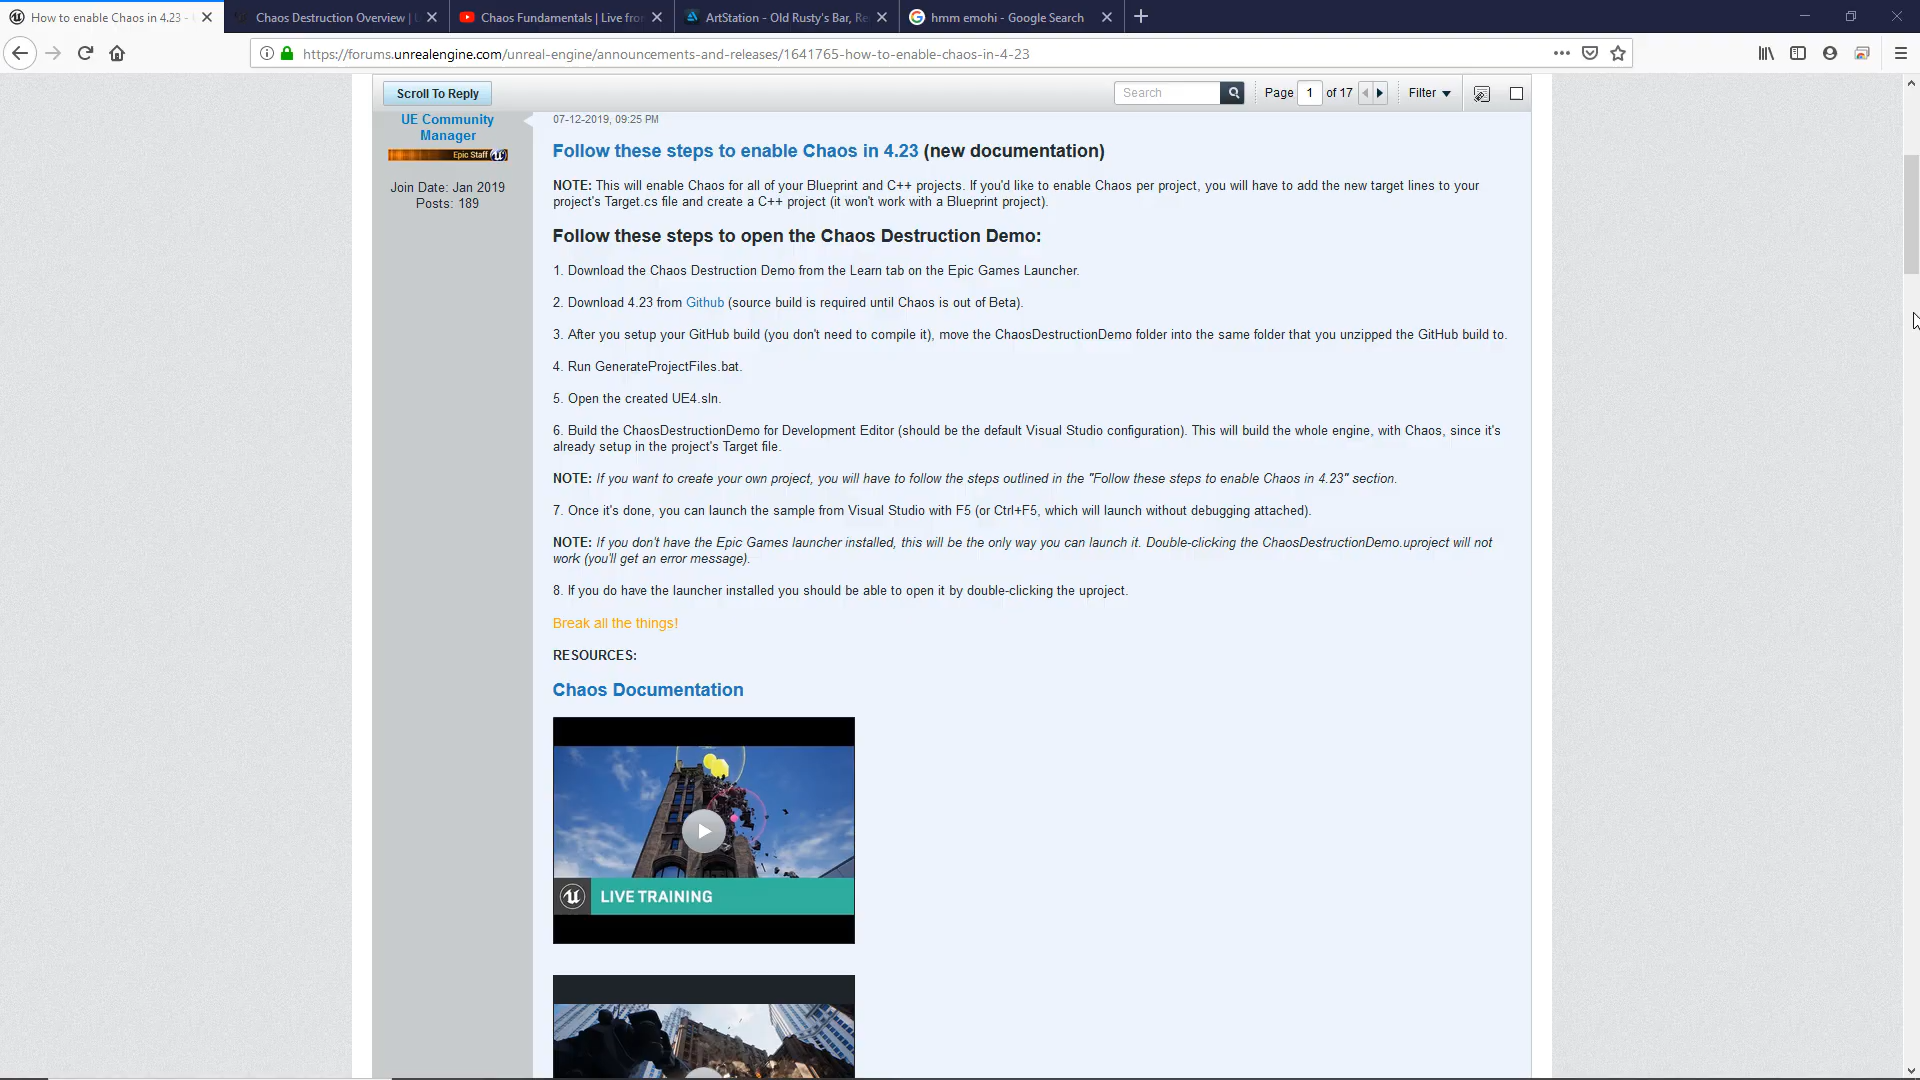 How to enable Chaos in 4.23 -
Chaos Destruction Overview | U
Chaos Fundamentals | Live from
ArtStation - Old Rusty's Bar, Re
hmm emohi - Google Search
https://forums.unrealengine.com/unreal-engine/announcements-and-releases/1641765-how-to-enable-chaos-in-4-23
Scroll To Reply
Search
Page 1 of 17
Filter
UE Community
Manager
Epic Staff
Join Date: Jan 2019
Posts: 189
07-12-2019, 09:25 PM
Follow these steps to enable Chaos in 4.23 (new documentation)
NOTE: This will enable Chaos for all of your Blueprint and C++ projects. If you'd like to enable Chaos per project, you will have to add the new target lines to your
project's Target.cs file and create a C++ project (it won't work with a Blueprint project).
Follow these steps to open the Chaos Destruction Demo:
1. Download the Chaos Destruction Demo from the Learn tab on the Epic Games Launcher.
2. Download 4.23 from Github (source build is required until Chaos is out of Beta).
3. After you setup your GitHub build (you don't need to compile it), move the ChaosDestructionDemo folder into the same folder that you unzipped the GitHub build to.
4. Run GenerateProjectFiles.bat.
5. Open the created UE4.sln.
6. Build the ChaosDestructionDemo for Development Editor (should be the default Visual Studio configuration). This will build the whole engine, with Chaos, since it's
already setup in the project's Target file.
NOTE: If you want to create your own project, you will have to follow the steps outlined in the "Follow these steps to enable Chaos in 4.23" section.
7. Once it's done, you can launch the sample from Visual Studio with F5 (or Ctrl+F5, which will launch without debugging attached).
NOTE: If you don't have the Epic Games launcher installed, this will be the only way you can launch it. Double-clicking the ChaosDestructionDemo.uproject will not
work (you'll get an error message).
8. If you do have the launcher installed you should be able to open it by double-clicking the uproject.
Break all the things!
RESOURCES:
Chaos Documentation
LIVE TRAINING